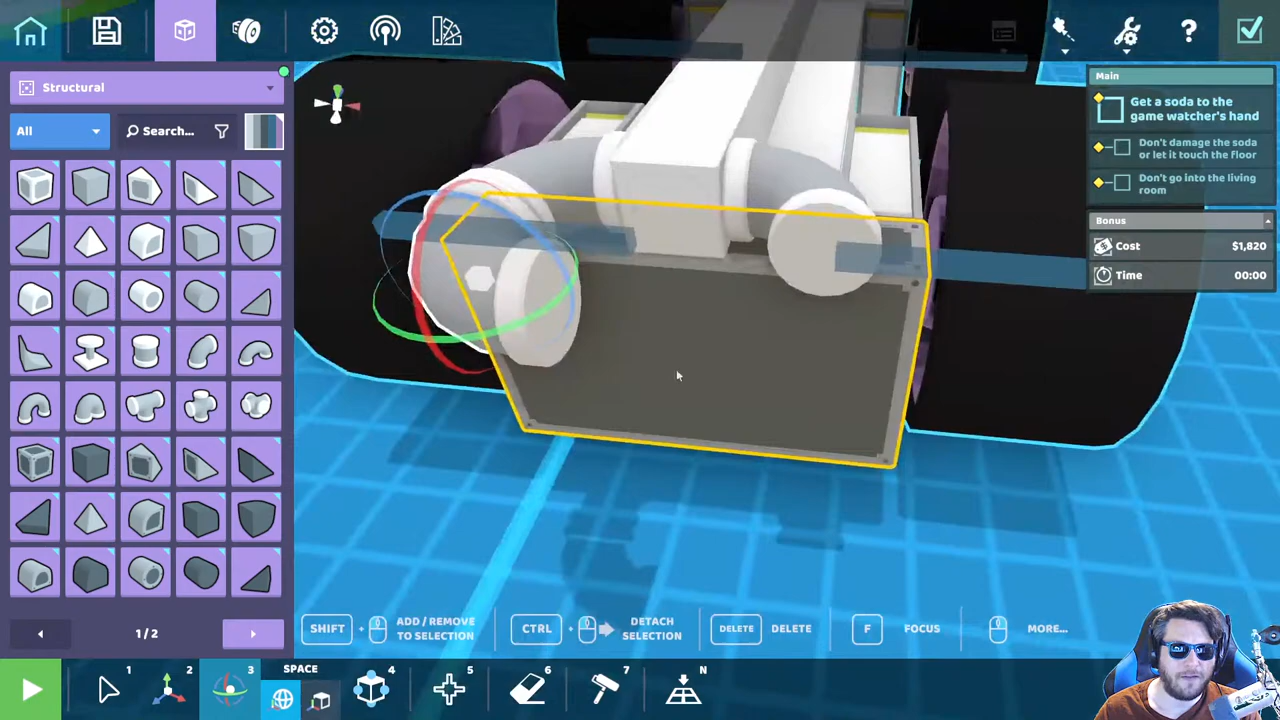 Structural
All
Search...
Main
Get a soda to the
game watcher's hand
Don't damage the soda
or let it touch the floor
Don't go into the living
room
Bonus
Cost $1,820
Time 00:00
1/2
SHIFT + ADD / REMOVE
TO SELECTION
CTRL + DETACH
SELECTION
DELETE DELETE
F FOCUS
MORE...
1
2
3
SPACE
4
5
6
7
N